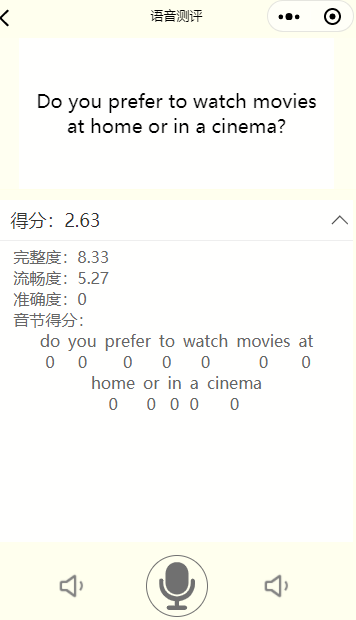 语音测评
Do you prefer to watch movies
at home or in a cinema?
得分：2.63
完整度：8.33
流畅度：5.27
准确度：0
音节得分：
do you prefer to watch movies at
0 0 0 0 0 0 0
home or in a cinema
0 0 0 0 0